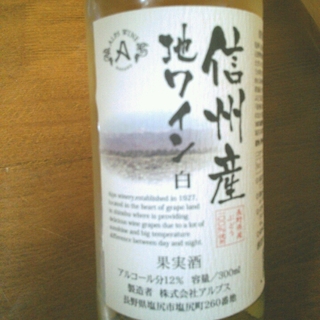 ALPS WINE
A
信州産
地ワイン
白
winery,established in 1927,
located in the heart of grape land
in shiojiri where is providing
delicious wine grapes due to a lot of
sunshine and big temperature
difference between day and night.
果実酒
アルコール分12% 容量/300ml
製造者 株式会社アルプス
長野県塩尻市塩尻町260番地